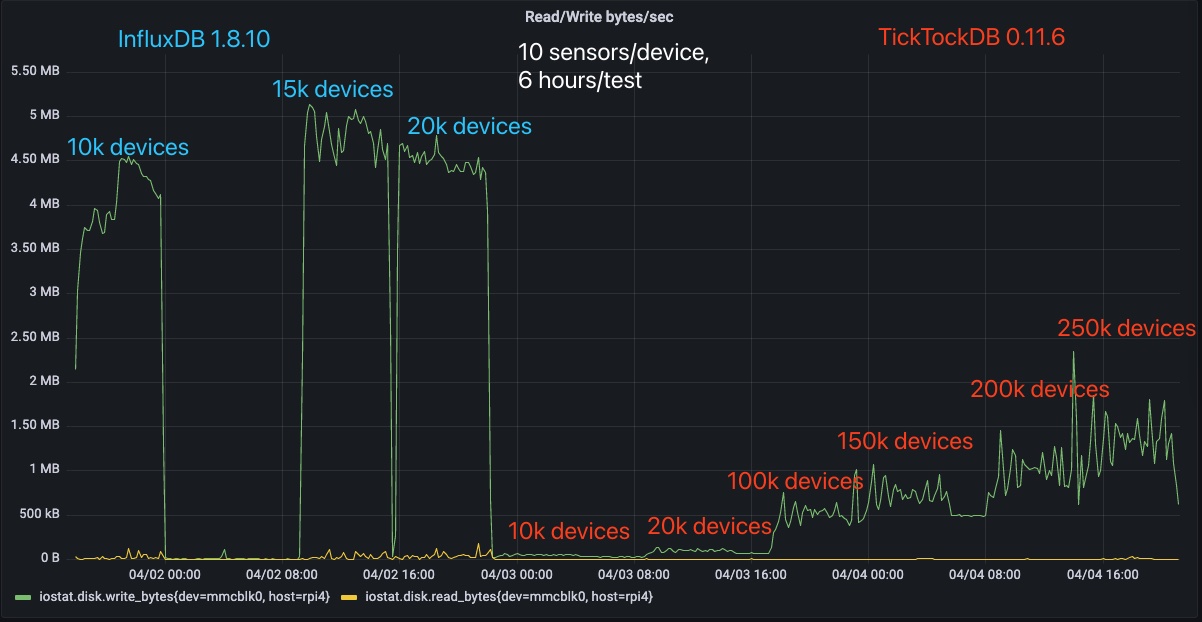 Read/Write bytes/sec
InfluxDB 1.8.10
10 sensors/device,
6 hours/test
TickTockDB 0.11.6
5.50 MB
5 MB
4.50 MB
4 MB
3.50 MB
3 MB
2.50 MB
2 MB
1.50 MB
1 MB
500 kB
0 B
10k devices
15k devices
20k devices
10k devices
20k devices
100k devices
150k devices
200k devices
250k devices
04/02 00:00
04/02 08:00
04/02 16:00
04/03 00:00
04/03 08:00
04/03 16:00
04/04 00:00
04/04 08:00
04/04 16:00
iostat.disk.write_bytes{dev=mmcblk0, host=rpi4}
iostat.disk.read_bytes{dev=mmcblk0, host=rpi4}